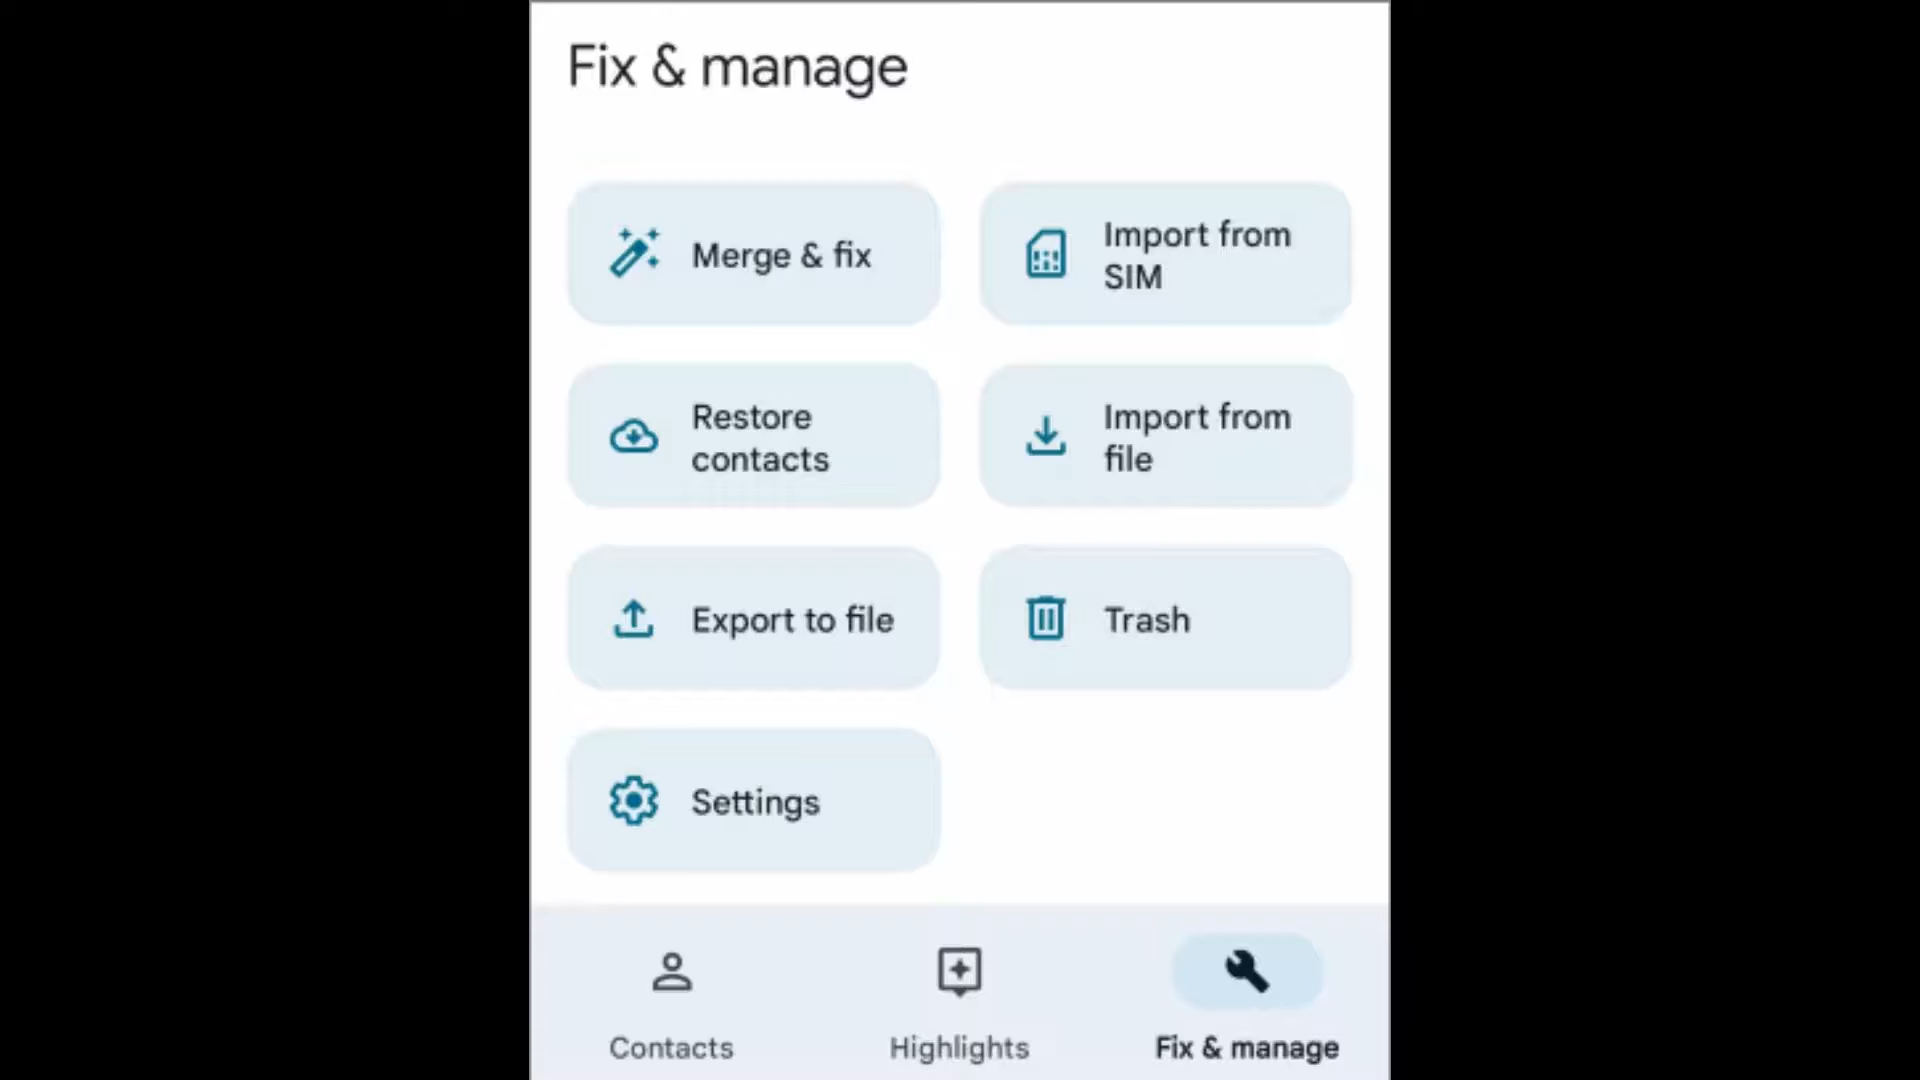 Fix & manage
Merge & fix
Import from
SIM
Restore
contacts
Import from
file
Export to file
Trash
Settings
Contacts
Highlights
Fix & manage